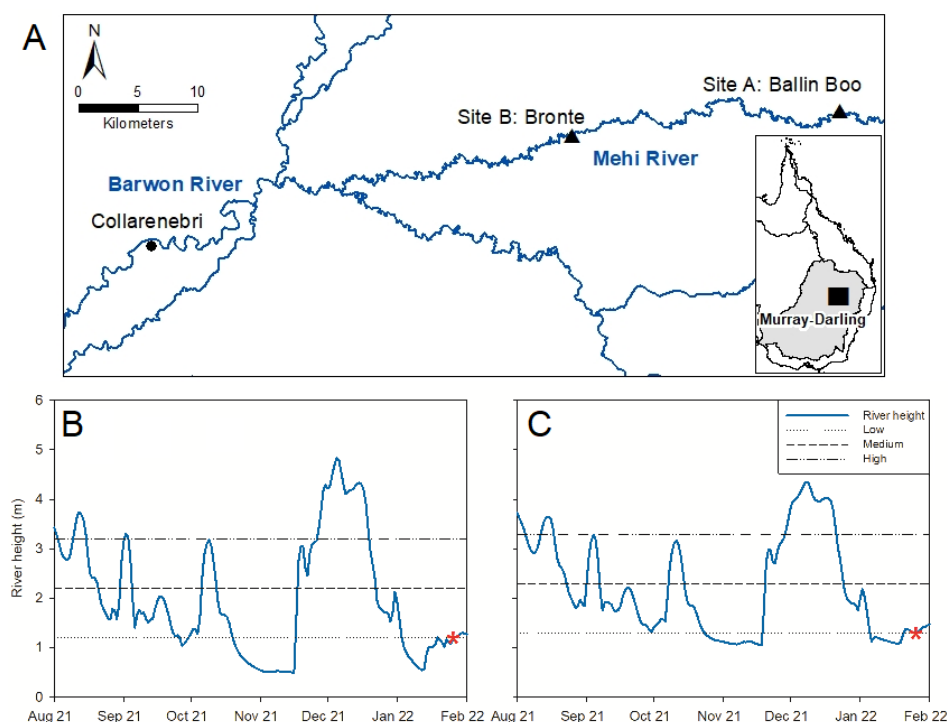 A
N
0 5 10
Kilometers
Site A: Ballin Boo
Site B: Bronte
Mehi River
Barwon River
Collarenebri
Murray-Darling
B
C
River height
Low
Medium
High
River height (m)
6
5
4
3
2
1
0
Aug 21 Sep 21 Oct 21 Nov 21 Dec 21 Jan 22 Feb 22
Aug 21 Sep 21 Oct 21 Nov 21 Dec 21 Jan 22 Feb 22